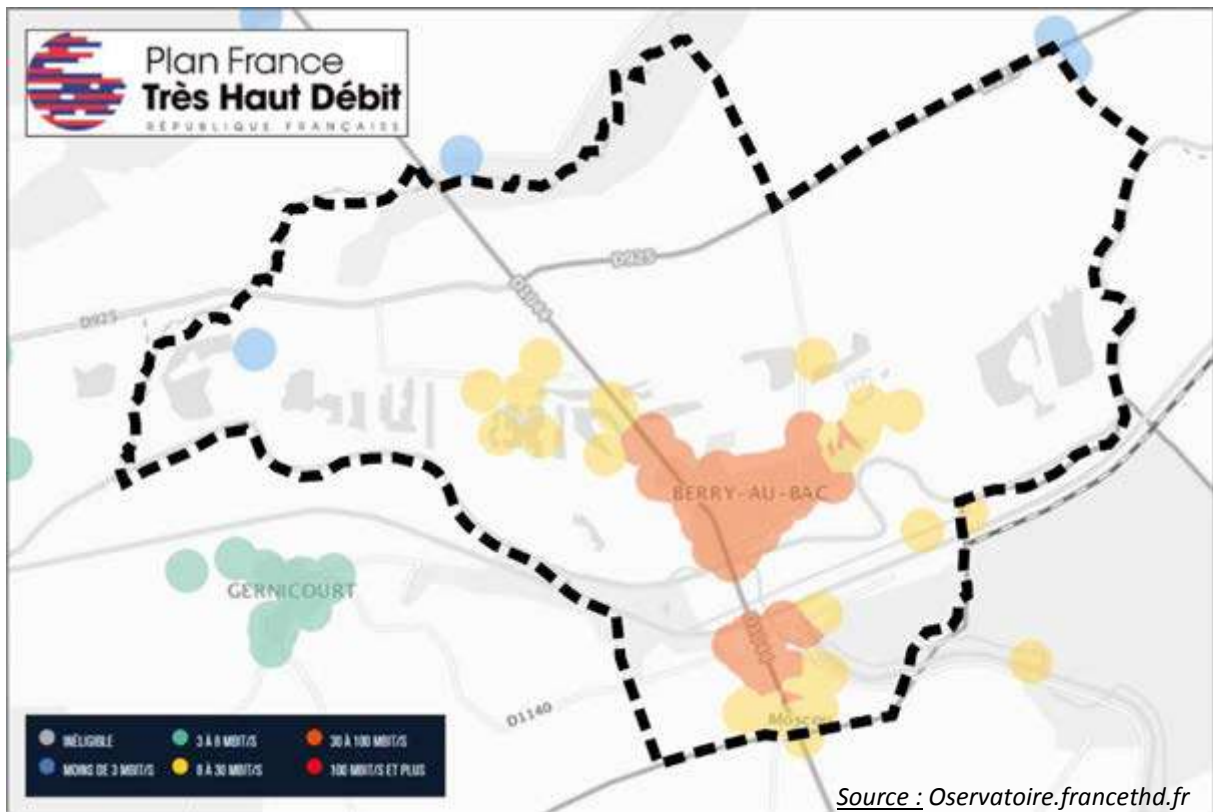 Plan France
Très Haut Débit
RÉPUBLIQUE FRANÇAISE
D925
D925
BERRY-AU-BAC
GERNICOURT
D1140
Moscou
INÉLIGIBLE
3 À 8 MBIT/S
30 À 100 MBIT/S
MOINS DE 3 MBIT/S
8 À 30 MBIT/S
100 MBIT/S ET PLUS
Source : Oservatoire.francethd.fr